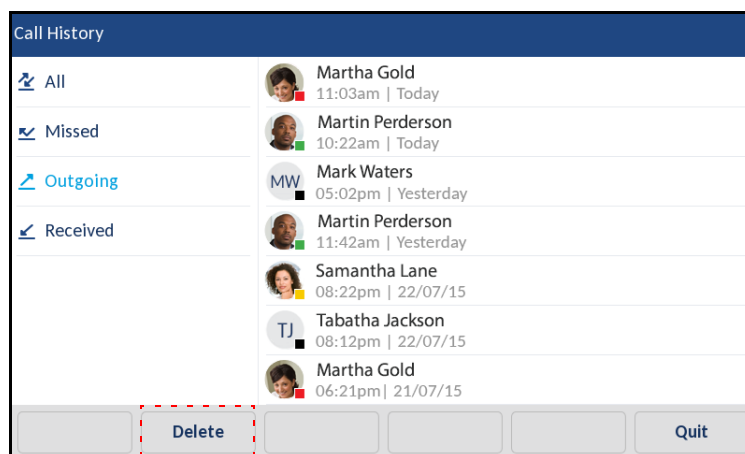 Call History
All
Missed
Outgoing
Received
Martha Gold
11:03am | Today
Martin Perderson
10:22am | Today
MW
Mark Waters
05:02pm | Yesterday
Martin Perderson
11:42am | Yesterday
Samantha Lane
08:22pm | 22/07/15
TJ
Tabatha Jackson
08:12pm | 22/07/15
Martha Gold
06:21pm| 21/07/15
Delete
Quit